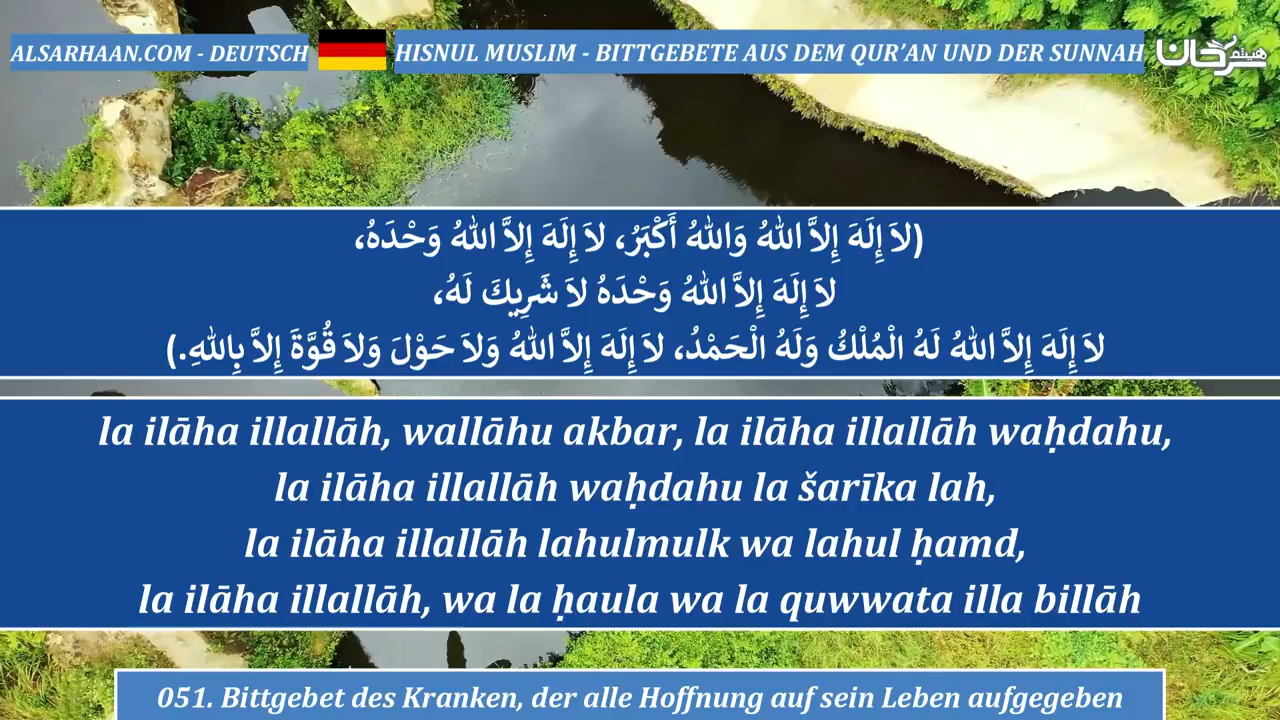 ALSARHAAN.COM - DEUTSCH
HISNUL MUSLIM - BITTGEBETE AUS DEM QUR’AN UND DER SUNNAH
هيثم سرحان
(لاَ إِلَهَ إِلاَّ اللهُ وَاللهُ أَكْبَرُ، لاَ إِلَهَ إِلاَّ اللهُ وَحْدَهُ،
لاَ إِلَهَ إِلاَّ اللهُ وَحْدَهُ لاَ شَرِيكَ لَهُ،
لاَ إِلَهَ إِلاَّ اللهُ لَهُ الْمُلْكُ وَلَهُ الْحَمْدُ، لاَ إِلَهَ إِلاَّ اللهُ وَلاَ حَوْلَ وَلاَ قُوَّةَ إِلاَّ بِاللهِ.)
la ilāha illallāh, wallāhu akbar, la ilāha illallāh waḥdahu,
la ilāha illallāh waḥdahu la šarīka lah,
la ilāha illallāh lahulmulk wa lahul ḥamd,
la ilāha illallāh, wa la ḥaula wa la quwwata illa billāh
051. Bittgebet des Kranken, der alle Hoffnung auf sein Leben aufgegeben